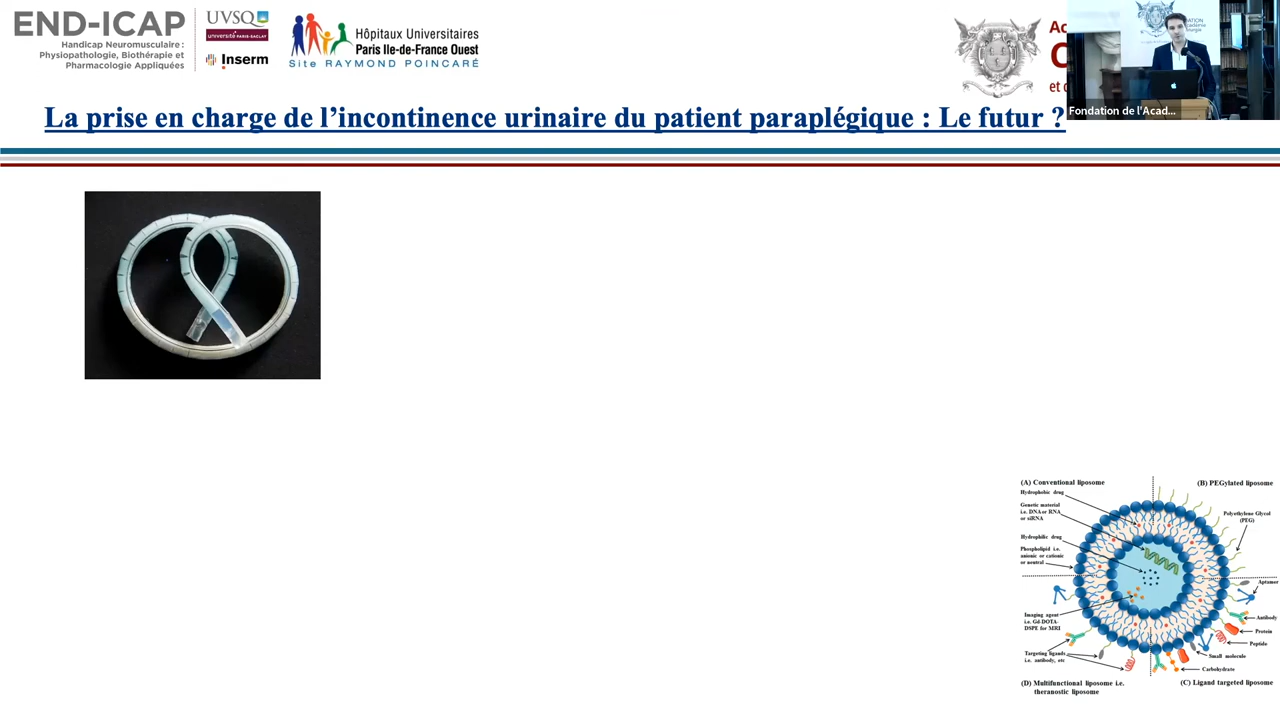 END-ICAP
Handicap Neuromusculaire :
Physiopathologie, Biothérapie et
Pharmacologie Appliquées
UVSQ
UNIVERSITÉ PARIS-SACLAY
Inserm
Hôpitaux Universitaires
Paris Ile-de-France Ouest
Site RAYMOND POINCARÉ
Fondation de l'Acad...
La prise en charge de l'incontinence urinaire du patient paraplégique : Le futur ?
(A) Conventional liposome
(B) PEGylated liposome
Hydrophobic drug
Genetic material
i.e. DNA or RNA
or siRNA
Polyethylene Glycol
(PEG)
Hydrophilic drug
Phospholipid i.e.
anionic or cationic
or neutral
Aptamer
Imaging agent
i.e. Gd-DOTA-
DSPE for MRI
Antibody
Protein
Peptide
Targeting ligands
i.e. antibody, etc
Small molecule
Carbohydrate
(D) Multifunctional liposome i.e.
theranostic liposome
(C) Ligand targeted liposome